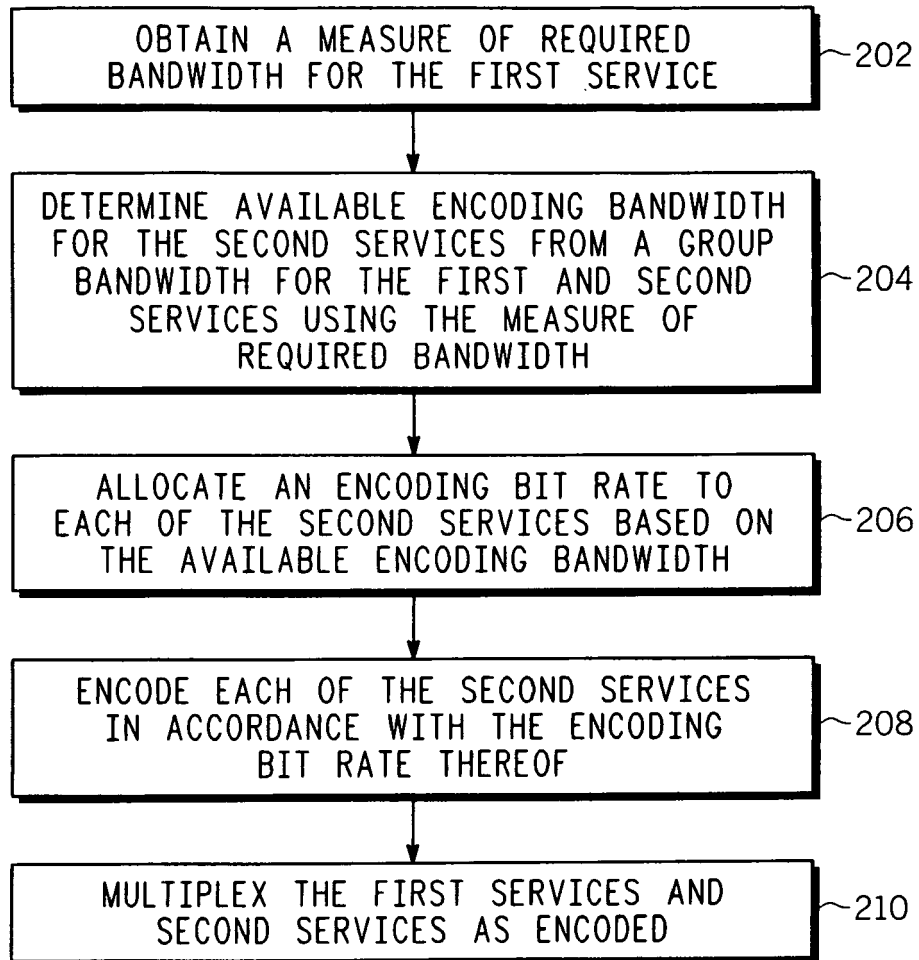 OBTAIN A MEASURE OF REQUIRED
BANDWIDTH FOR THE FIRST SERVICE
202
DETERMINE AVAILABLE ENCODING BANDWIDTH
FOR THE SECOND SERVICES FROM A GROUP
BANDWIDTH FOR THE FIRST AND SECOND
SERVICES USING THE MEASURE OF
REQUIRED BANDWIDTH
204
ALLOCATE AN ENCODING BIT RATE TO
EACH OF THE SECOND SERVICES BASED ON
THE AVAILABLE ENCODING BANDWIDTH
206
ENCODE EACH OF THE SECOND SERVICES
IN ACCORDANCE WITH THE ENCODING
BIT RATE THEREOF
208
MULTIPLEX THE FIRST SERVICES AND
SECOND SERVICES AS ENCODED
210